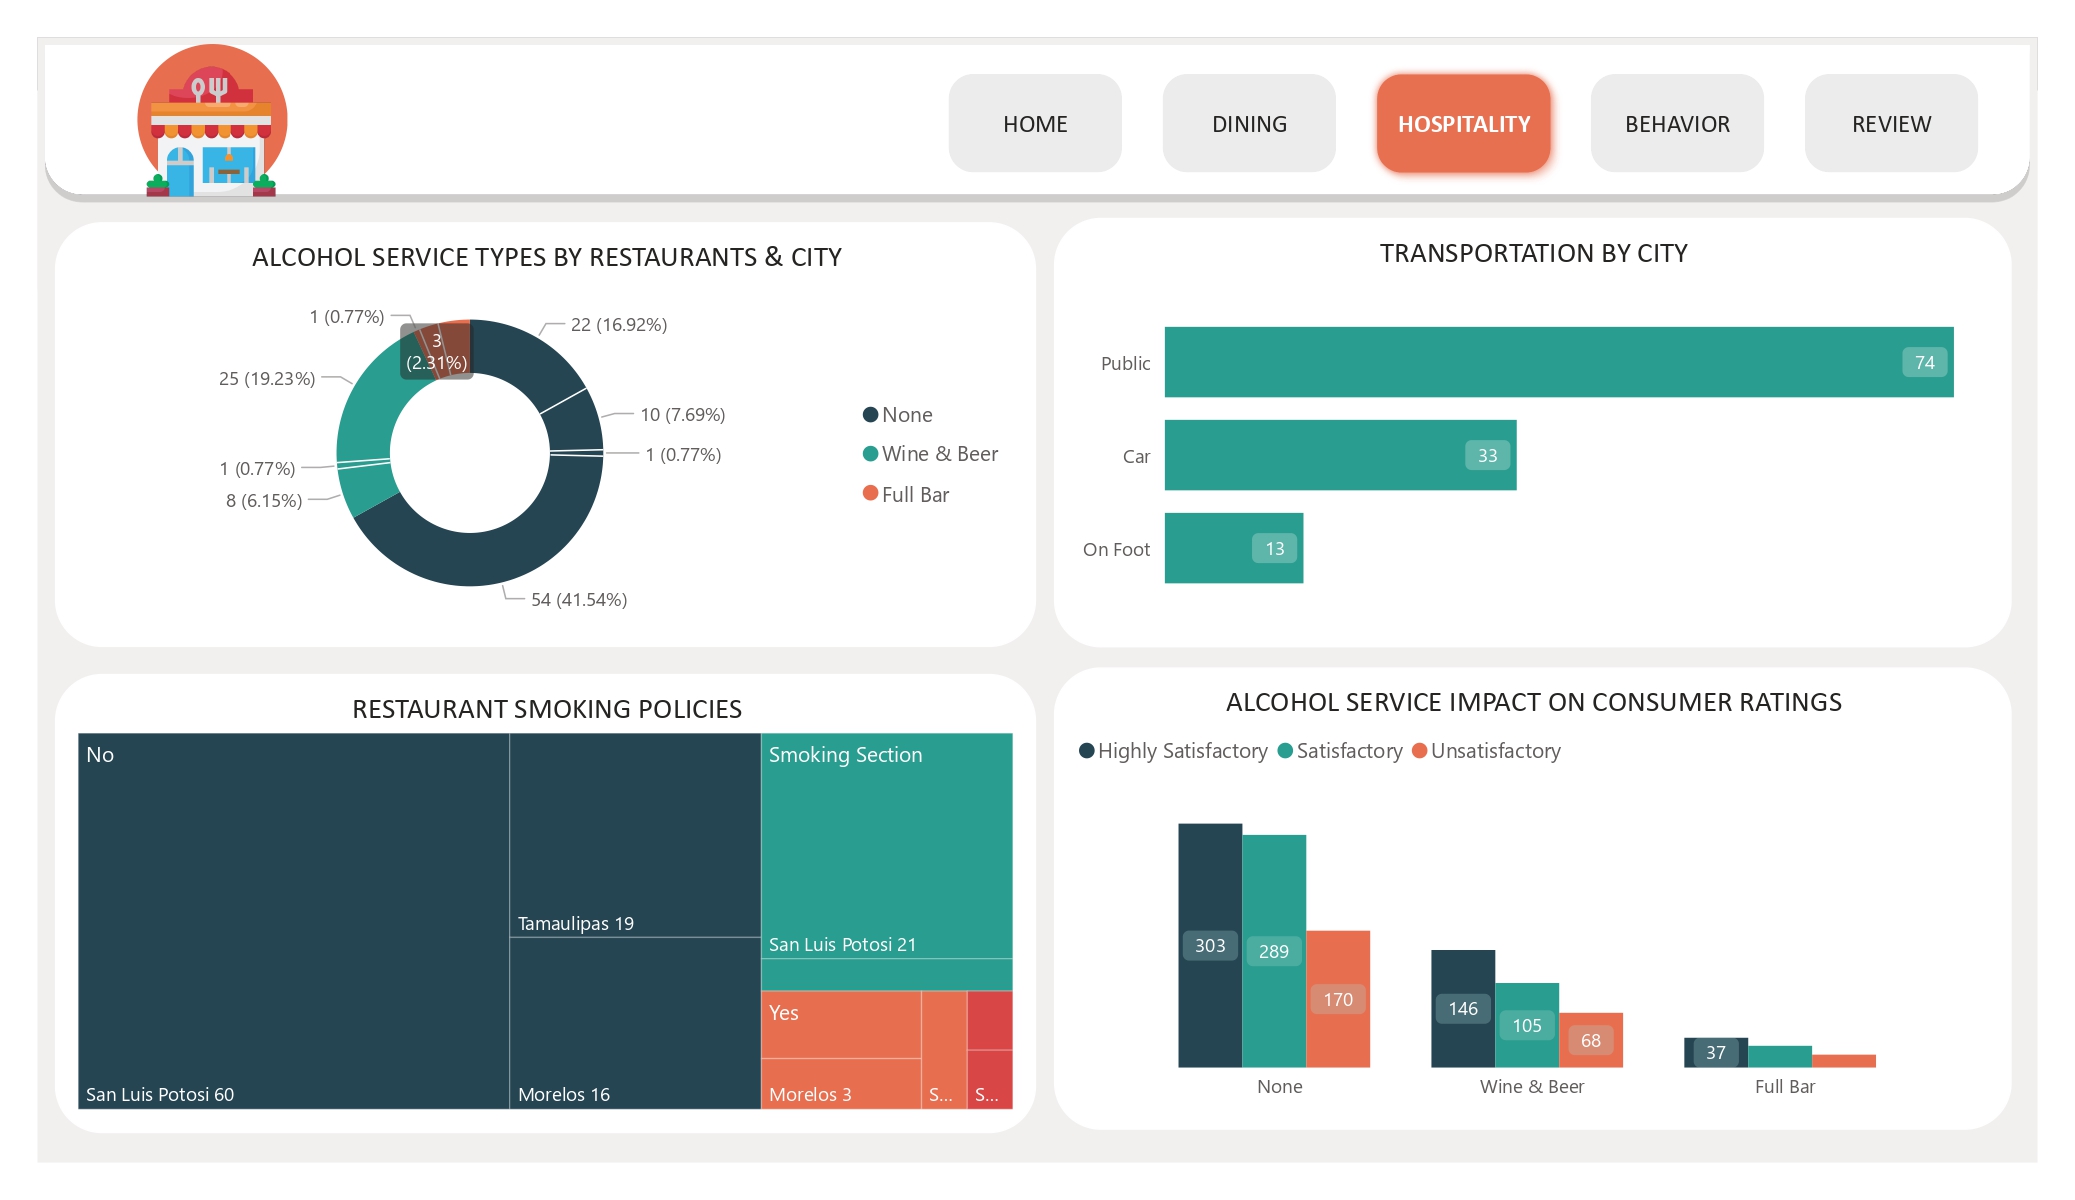 HOME
DINING
HOSPITALITY
BEHAVIOR
REVIEW
ALCOHOL SERVICE TYPES BY RESTAURANTS & CITY
1 (0.77%)
3
(2.31%)
22 (16.92%)
25 (19.23%)
10 (7.69%)
1 (0.77%)
1 (0.77%)
8 (6.15%)
54 (41.54%)
None
Wine & Beer
Full Bar
TRANSPORTATION BY CITY
Public
74
Car
33
On Foot
13
RESTAURANT SMOKING POLICIES
No
Smoking Section
Tamaulipas 19
San Luis Potosi 21
Yes
San Luis Potosi 60
Morelos 16
Morelos 3
S...
S...
ALCOHOL SERVICE IMPACT ON CONSUMER RATINGS
Highly Satisfactory
Satisfactory
Unsatisfactory
303
289
170
146
105
68
37
None
Wine & Beer
Full Bar